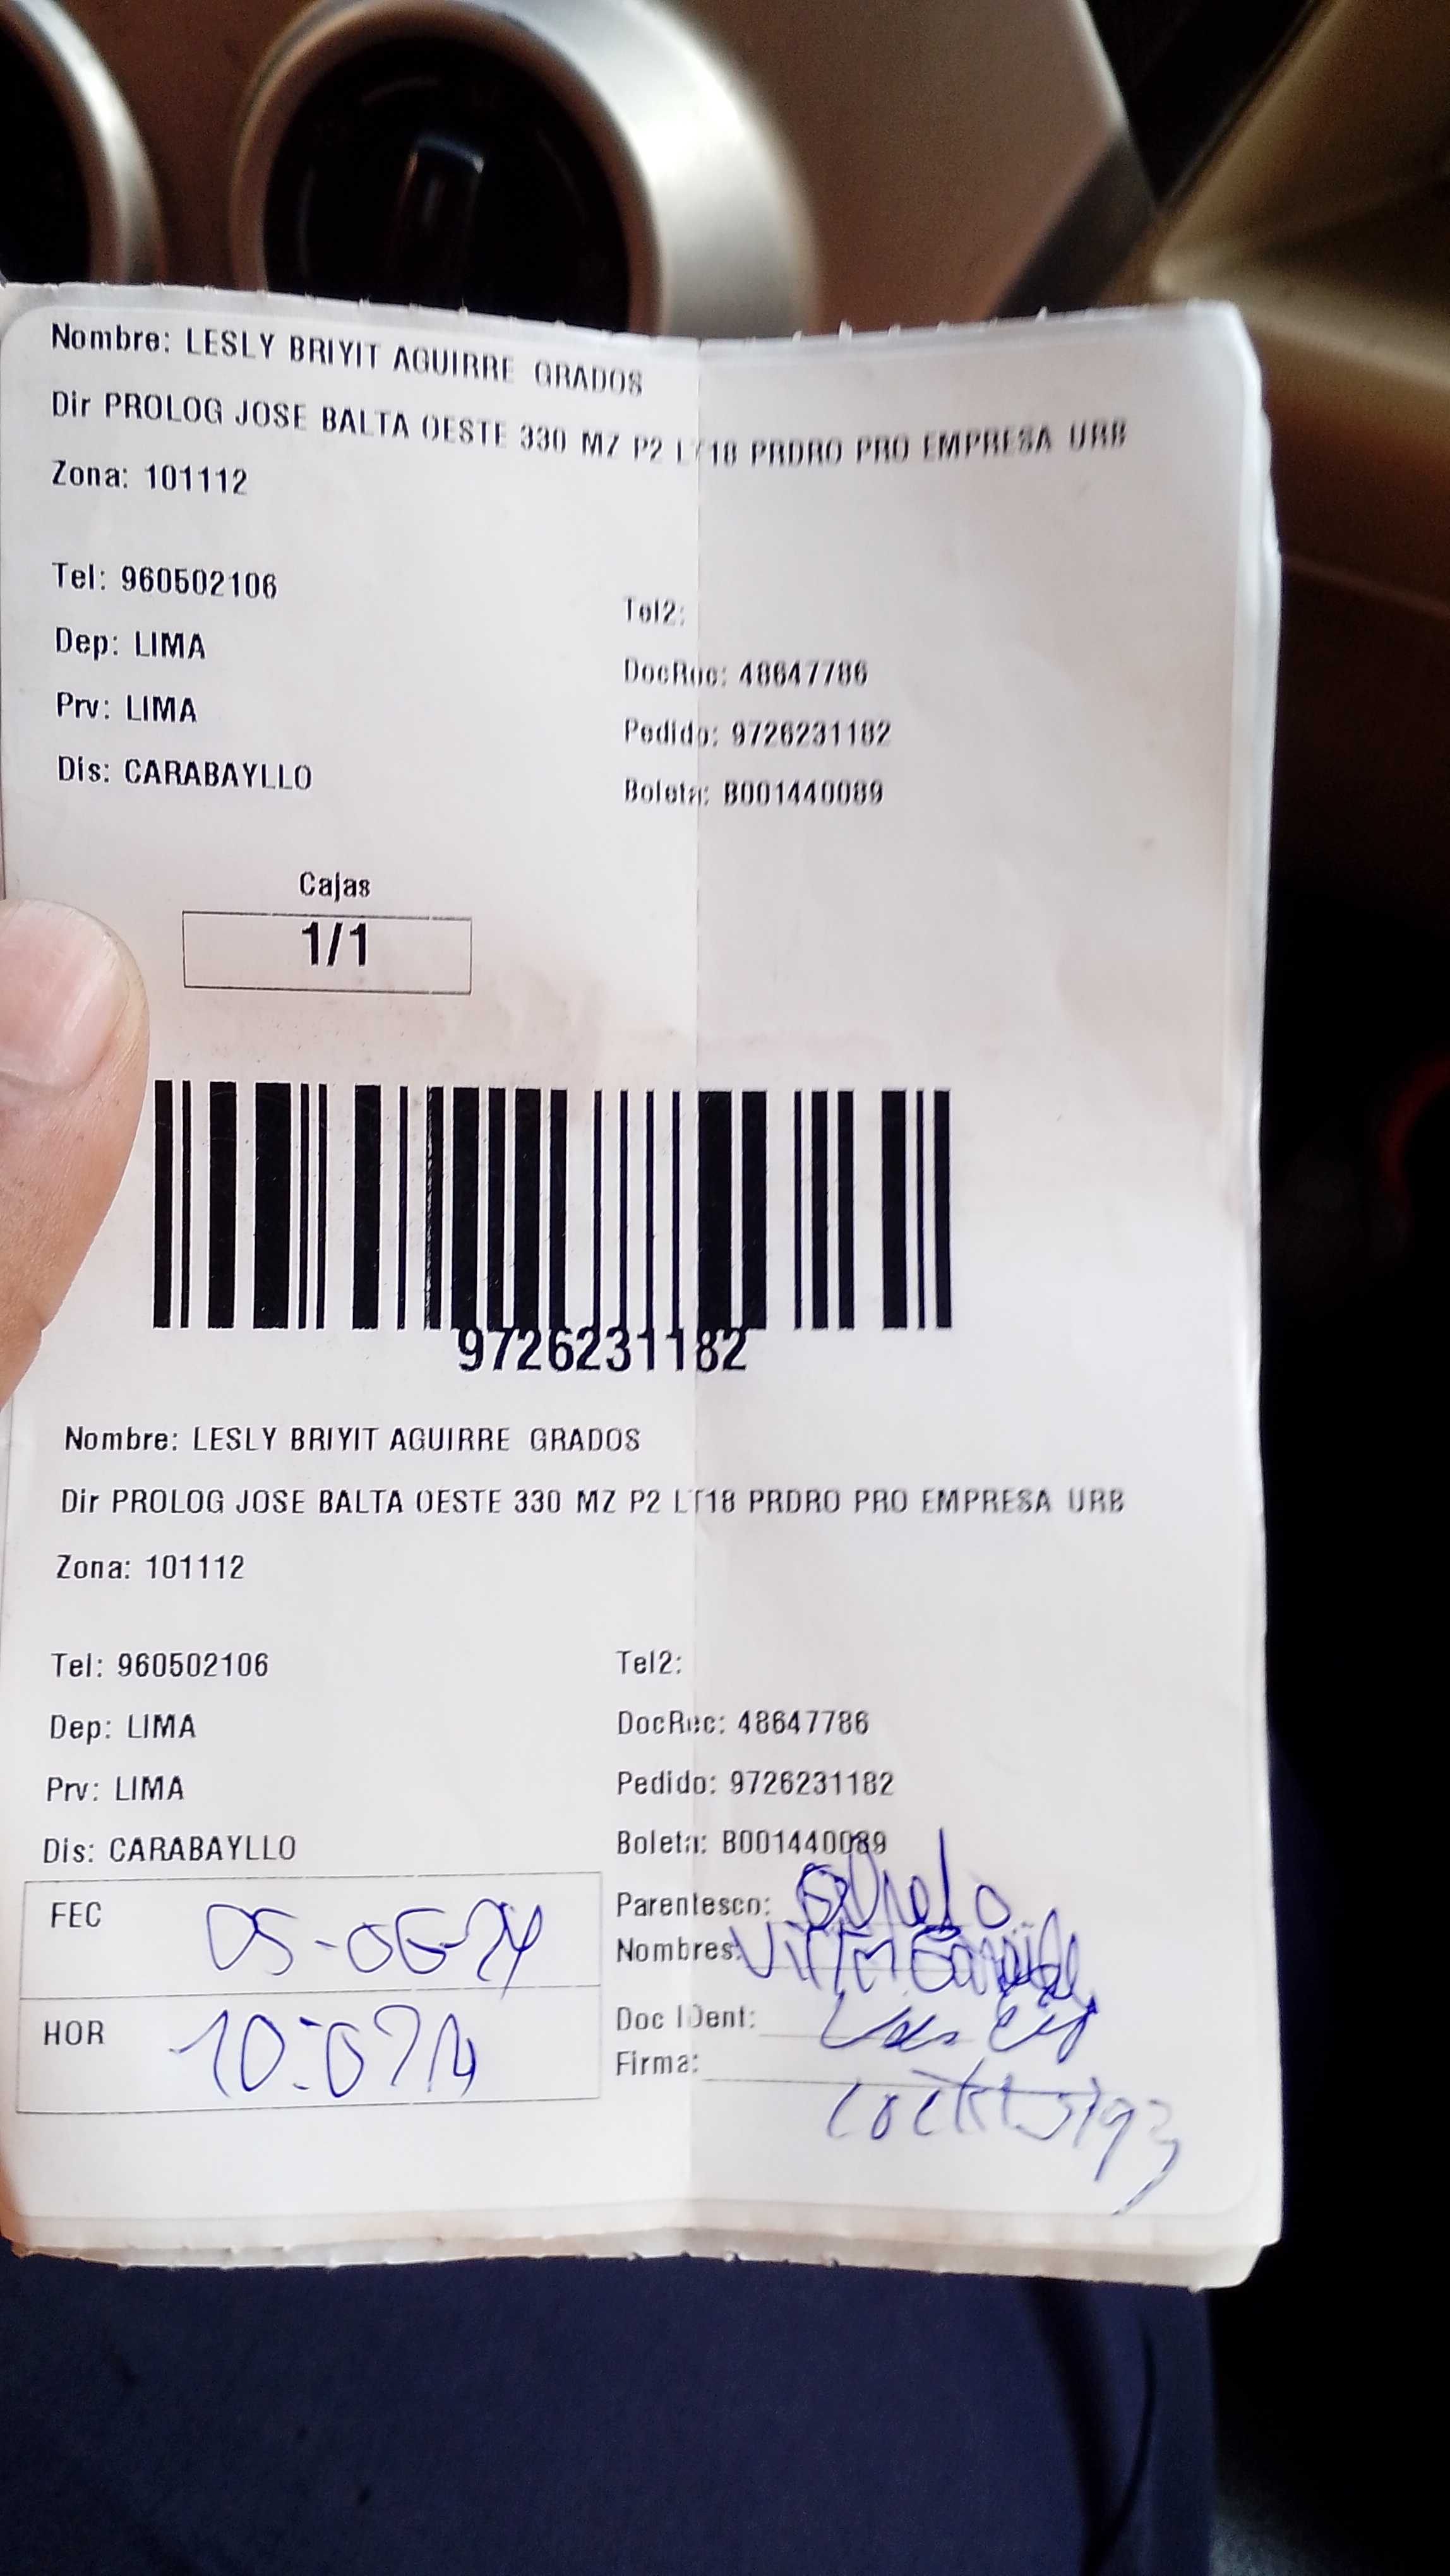 Nombre: LESLY BRIYIT AGUIRRE GRADOS
Dir PROLOG JOSE BALTA OESTE 330 MZ P2 LT18 PRDRO PRO EMPRESA URB
Zona: 101112
Tel: 960502106
Tel2:
Dep: LIMA
DocRec: 48647786
Prv: LIMA
Pedido: 9726231182
Dis: CARABAYLLO
Boleta: B001440089
Cajas
1/1
9726231182
Nombre: LESLY BRIYIT AGUIRRE GRADOS
Dir PROLOG JOSE BALTA OESTE 330 MZ P2 LT18 PRDRO PRO EMPRESA URB
Zona: 101112
Tel: 960502106
Tel2:
Dep: LIMA
DocRec: 48647786
Prv: LIMA
Pedido: 9726231182
Dis: CARABAYLLO
Boleta: B001440089
FEC 05-06-24
Parentesco:
Nombres:
HOR
Doc IDent:
Firma: